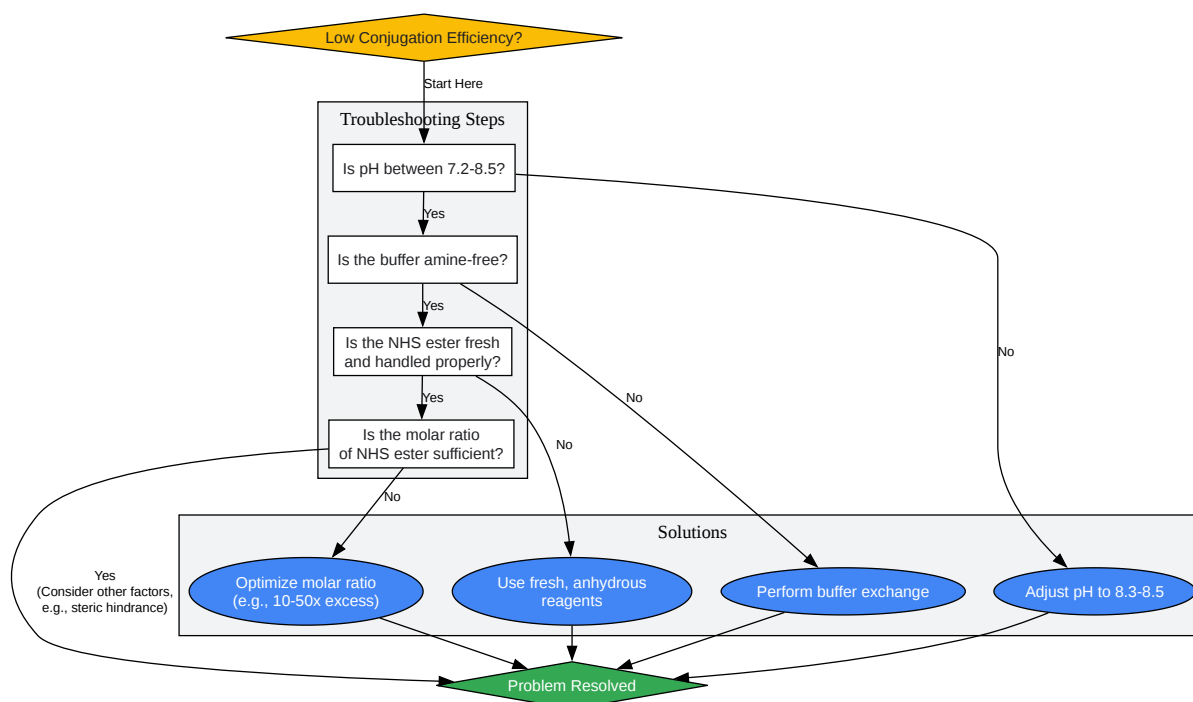 Low Conjugation Efficiency?
Start Here
Troubleshooting Steps
Is pH between 7.2-8.5?
Yes
Is the buffer amine-free?
Yes
Is the NHS ester fresh
and handled properly?
No
Yes
No
Is the molar ratio
of NHS ester sufficient?
No
No
Solutions
Yes
(Consider other factors,
e.g., steric hindrance)
Optimize molar ratio
(e.g., 10-50x excess)
Use fresh, anhydrous
reagents
Perform buffer exchange
Adjust pH to 8.3-8.5
Problem Resolved